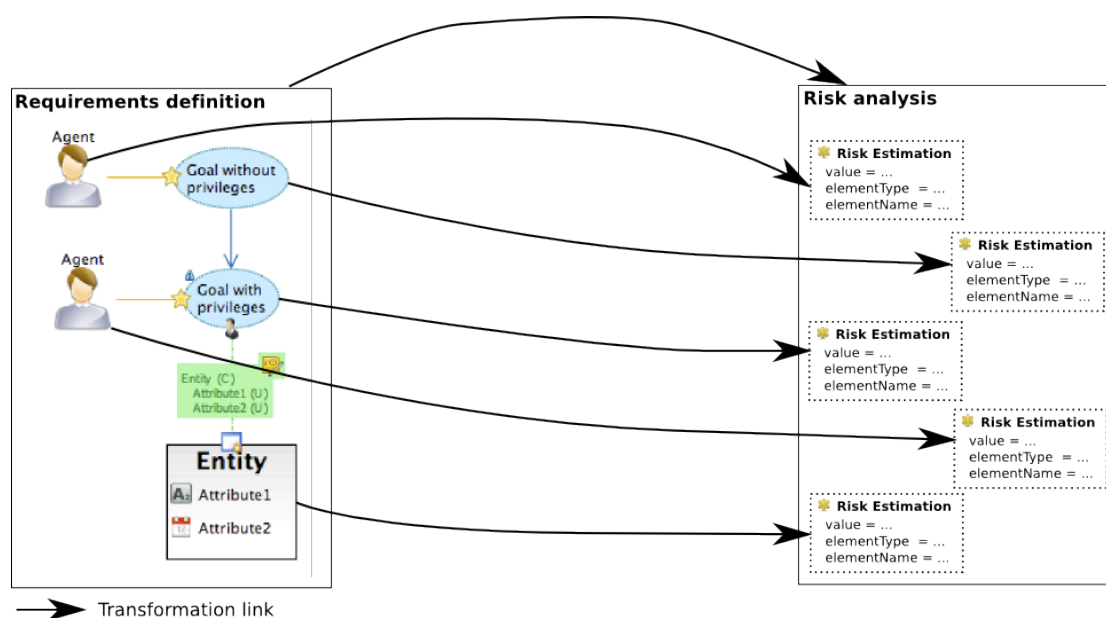 Requirements definition
Agent
Goal without
privileges
Agent
Goal with
privileges
Entity (C)
Attribute1 (U)
Attribute2 (U)
Entity
Attribute1
Attribute2
Risk analysis
Risk Estimation
value = ...
elementType = ...
elementName = ...
Risk Estimation
value = ...
elementType = ...
elementName = ...
Risk Estimation
value = ...
elementType = ...
elementName = ...
Risk Estimation
value = ...
elementType = ...
elementName = ...
Risk Estimation
value = ...
elementType = ...
elementName = ...
Transformation link